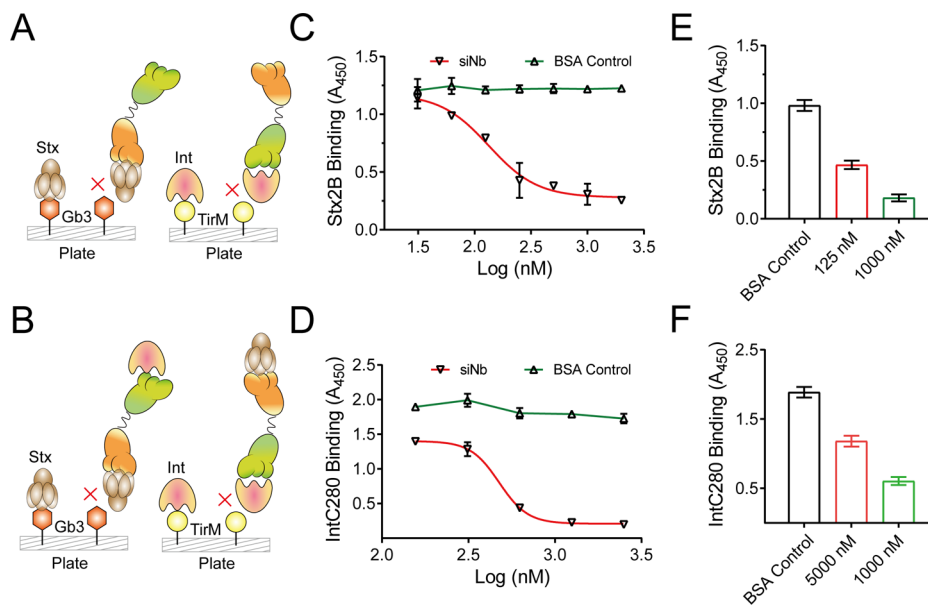 A
Stx
Gb3
Plate
Int
TirM
Plate
B
Stx
Gb3
Plate
Int
TirM
Plate
C
siNb
BSA Control
Stx2B Binding (A450)
1.5
1.0
0.5
0.0
1.5
2.0
2.5
3.0
3.5
Log (nM)
D
siNb
BSA Control
IntC280 Binding (A450)
2.5
2.0
1.5
1.0
0.5
2.0
2.5
3.0
3.5
Log (nM)
E
Stx2B Binding (A450)
1.5
1.0
0.5
0.0
BSA Control
125 nM
1000 nM
F
IntC280 Binding (A450)
2.5
1.5
0.5
BSA Control
5000 nM
1000 nM